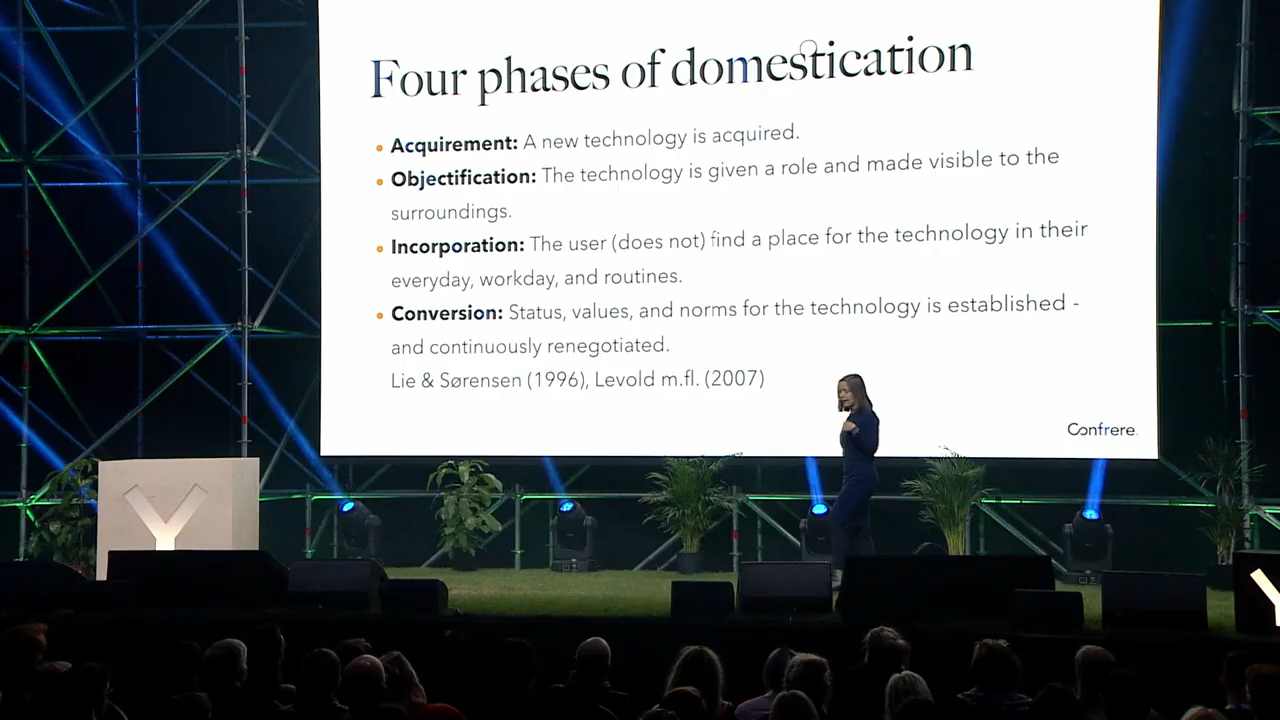 Four phases of domestication
Acquirement: A new technology is acquired.
Objectification: The technology is given a role and made visible to the
surroundings.
Incorporation: The user (does not) find a place for the technology in their
everyday, workday, and routines.
Conversion: Status, values, and norms for the technology is established -
and continuously renegotiated.
Lie & Sørensen (1996), Levold m.fl. (2007)
Confrere.
Y
Y